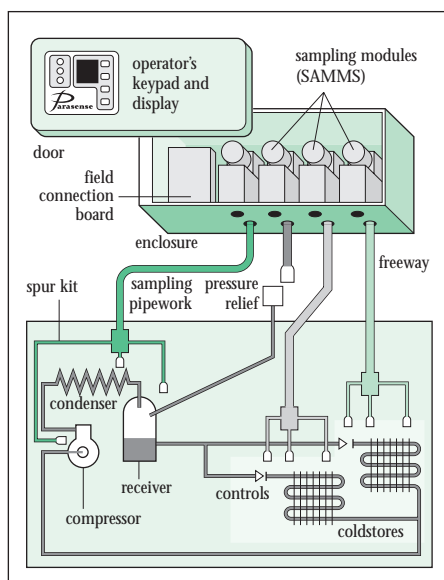 operator's
keypad and
display
Parasense
sampling modules
(SAMMS)
door
field
connection
board
enclosure
freeway
spur kit
sampling
pipework
pressure
relief
condenser
receiver
controls
compressor
coldstores